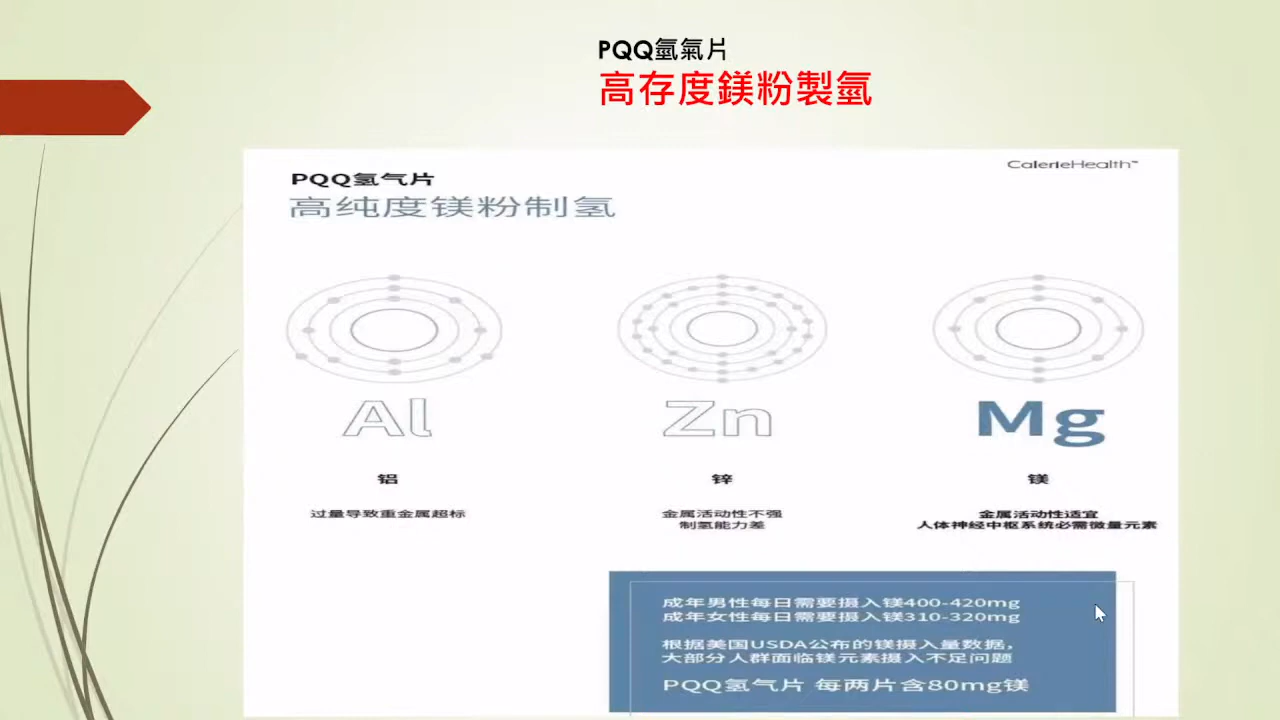 PQQ氫氣片
高存度鎂粉製氫
CalerieHealth™
PQQ氢气片
高纯度镁粉制氢
Al
Zn
Mg
铝
锌
镁
过量导致重金属超标
金属活动性不强
制氢能力差
金属活动性适宜
人体神经中枢系统必需微量元素
成年男性每日需要摄入镁400-420mg
成年女性每日需要摄入镁310-320mg
根据美国USDA公布的镁摄入量数据，
大部分人群面临镁元素摄入不足问题
PQQ氢气片 每两片含80mg镁